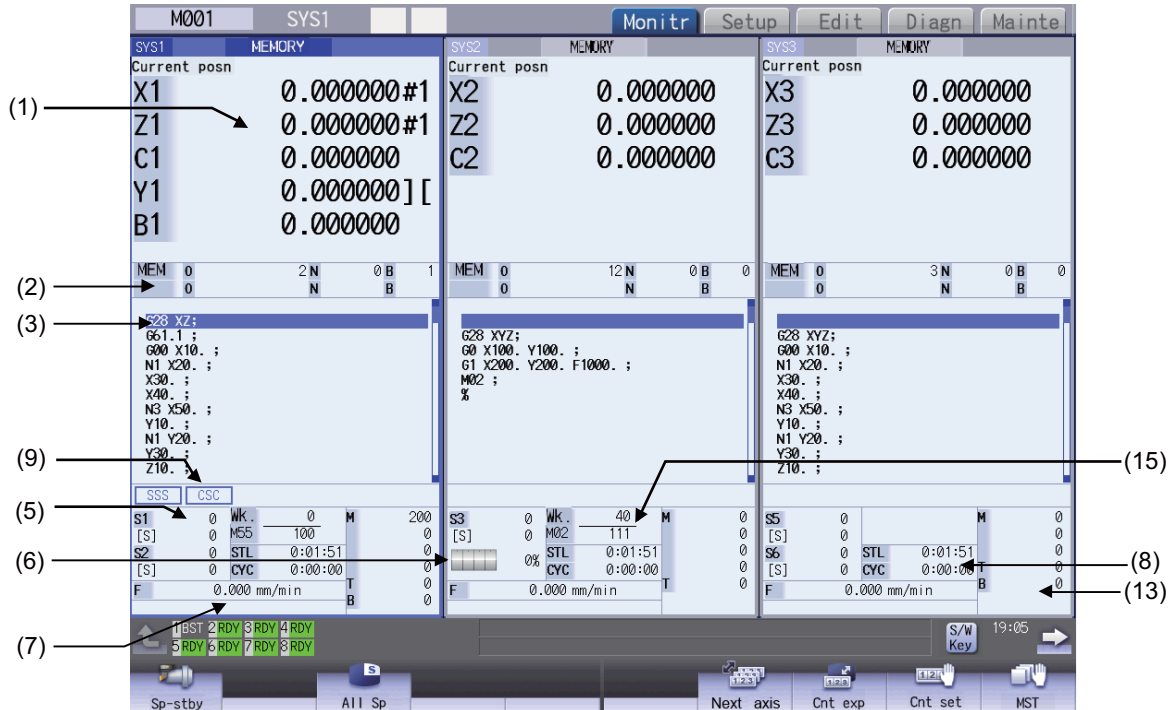 M001 SYS1 Monitr Setup Edit Diagn Mainte
SYS1 MEMORY
Current posn
X1 0.000000#1
Z1 0.000000#1
C1 0.000000
Y1 0.000000][
B1 0.000000
MEM O 2 N 0 B 1
O N B
G28 XZ;
G61.1 ;
G00 X10. ;
N1 X20. ;
X30. ;
X40. ;
N3 X50. ;
Y10. ;
N1 Y20. ;
Y30. ;
Z10. ;
SSS CSC
S1 0 Wk. 0 M 200
[S] 0 M55 100 0
S2 0 STL 0:01:51 0
[S] 0 CYC 0:00:00 0
T 0
F 0.000 mm/min B 0
SYS2 MEMORY
Current posn
X2 0.000000
Z2 0.000000
C2 0.000000
MEM O 12 N 0 B 0
O N B
G28 XYZ;
G0 X100. Y100. ;
G1 X200. Y200. F1000. ;
M02 ;
%
S3 0 Wk. 40 M 0
[S] 0 M02 111 0
0% STL 0:01:51 0
CYC 0:00:00 0
T 0
F 0.000 mm/min
SYS3 MEMORY
Current posn
X3 0.000000
Z3 0.000000
C3 0.000000
MEM O 3 N 0 B 0
O N B
G28 XYZ;
G00 X10. ;
N1 X20. ;
X30. ;
X40. ;
N3 X50. ;
Y10. ;
N1 Y20. ;
Y30. ;
Z10. ;
S5 0 M 0
[S] 0 0
S6 0 STL 0:01:51 0
[S] 0 CYC 0:00:00 T 0
F 0.000 mm/min B 0
1 BST 2 RDY 3 RDY 4 RDY
5 RDY 6 RDY 7 RDY 8 RDY
S/W Key 19:05
Sp-stby All Sp Next axis Cnt exp Cnt set MST
(1)
(2)
(3)
(9)
(5)
(6)
(7)
(15)
(8)
(13)